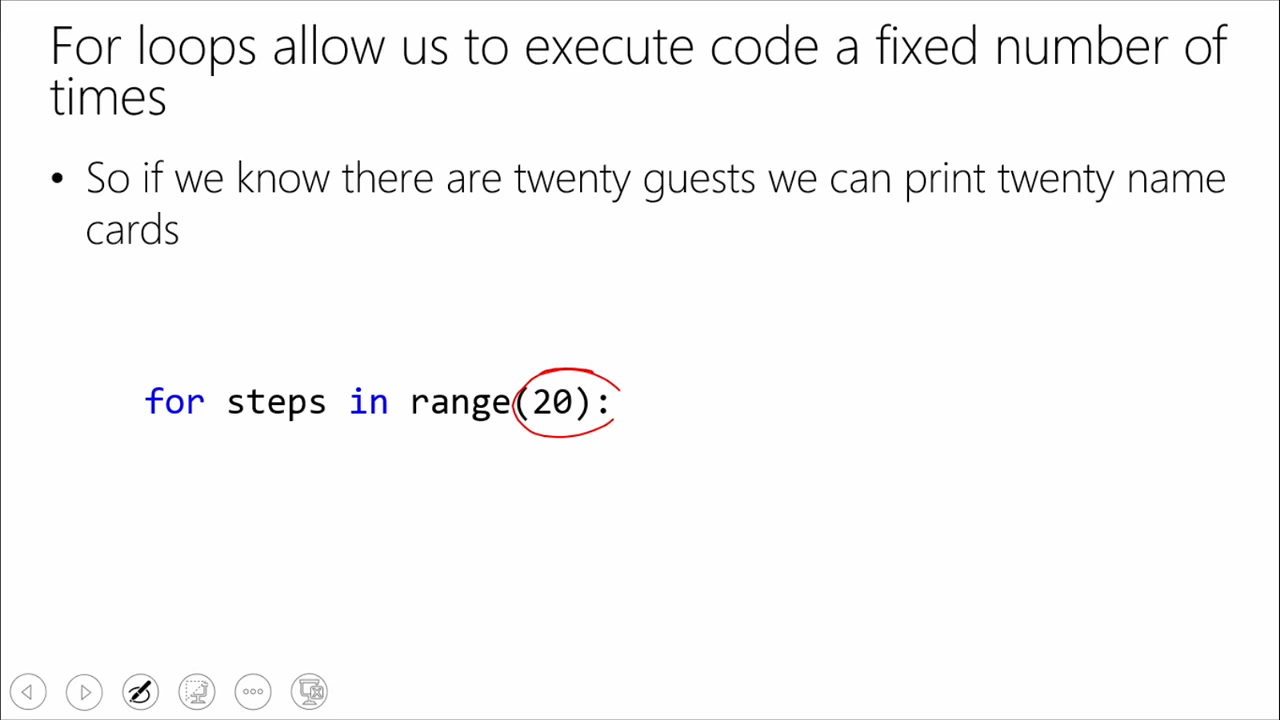 For loops allow us to execute code a fixed number of
times
• So if we know there are twenty guests we can print twenty name
cards
for steps in range(20):